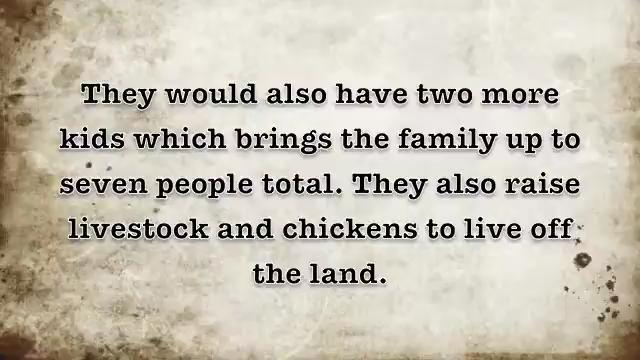 They would also have two more
kids which brings the family up to
seven people total. They also raise
livestock and chickens to live off
the land.